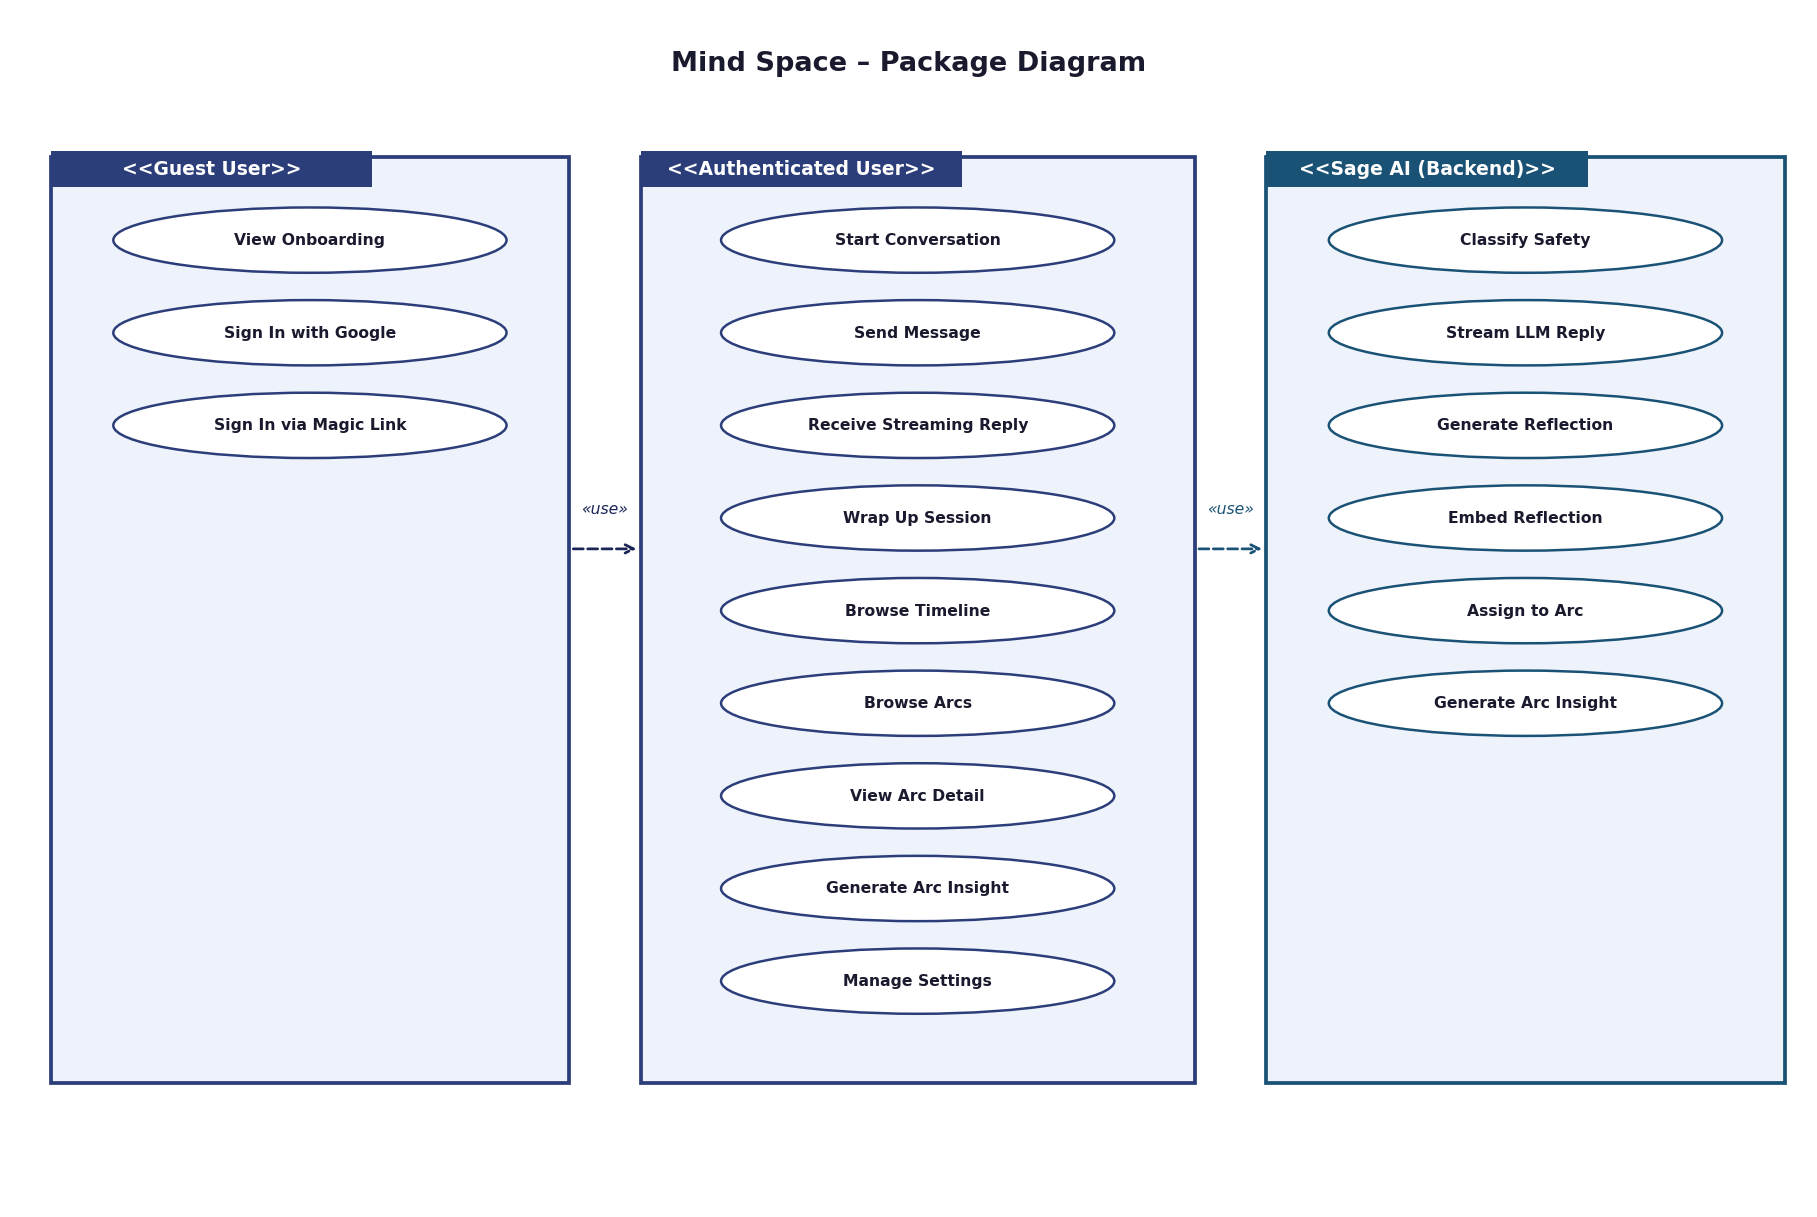 Mind Space – Package Diagram
<<Guest User>>
View Onboarding
Sign In with Google
Sign In via Magic Link
«use»
<<Authenticated User>>
Start Conversation
Send Message
Receive Streaming Reply
Wrap Up Session
Browse Timeline
Browse Arcs
View Arc Detail
Generate Arc Insight
Manage Settings
«use»
<<Sage AI (Backend)>>
Classify Safety
Stream LLM Reply
Generate Reflection
Embed Reflection
Assign to Arc
Generate Arc Insight